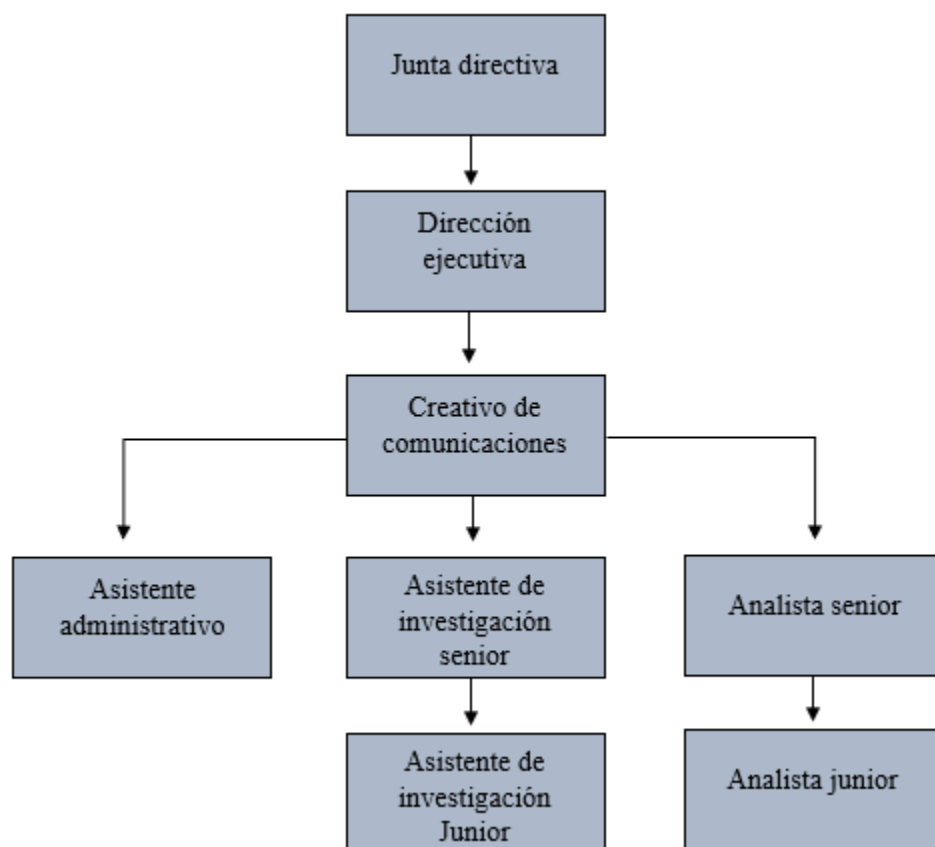 Junta directiva
Dirección
ejecutiva
Creativo de
comunicaciones
Asistente
administrativo
Asistente de
investigación
senior
Analista senior
Asistente de
investigación
Junior
Analista junior